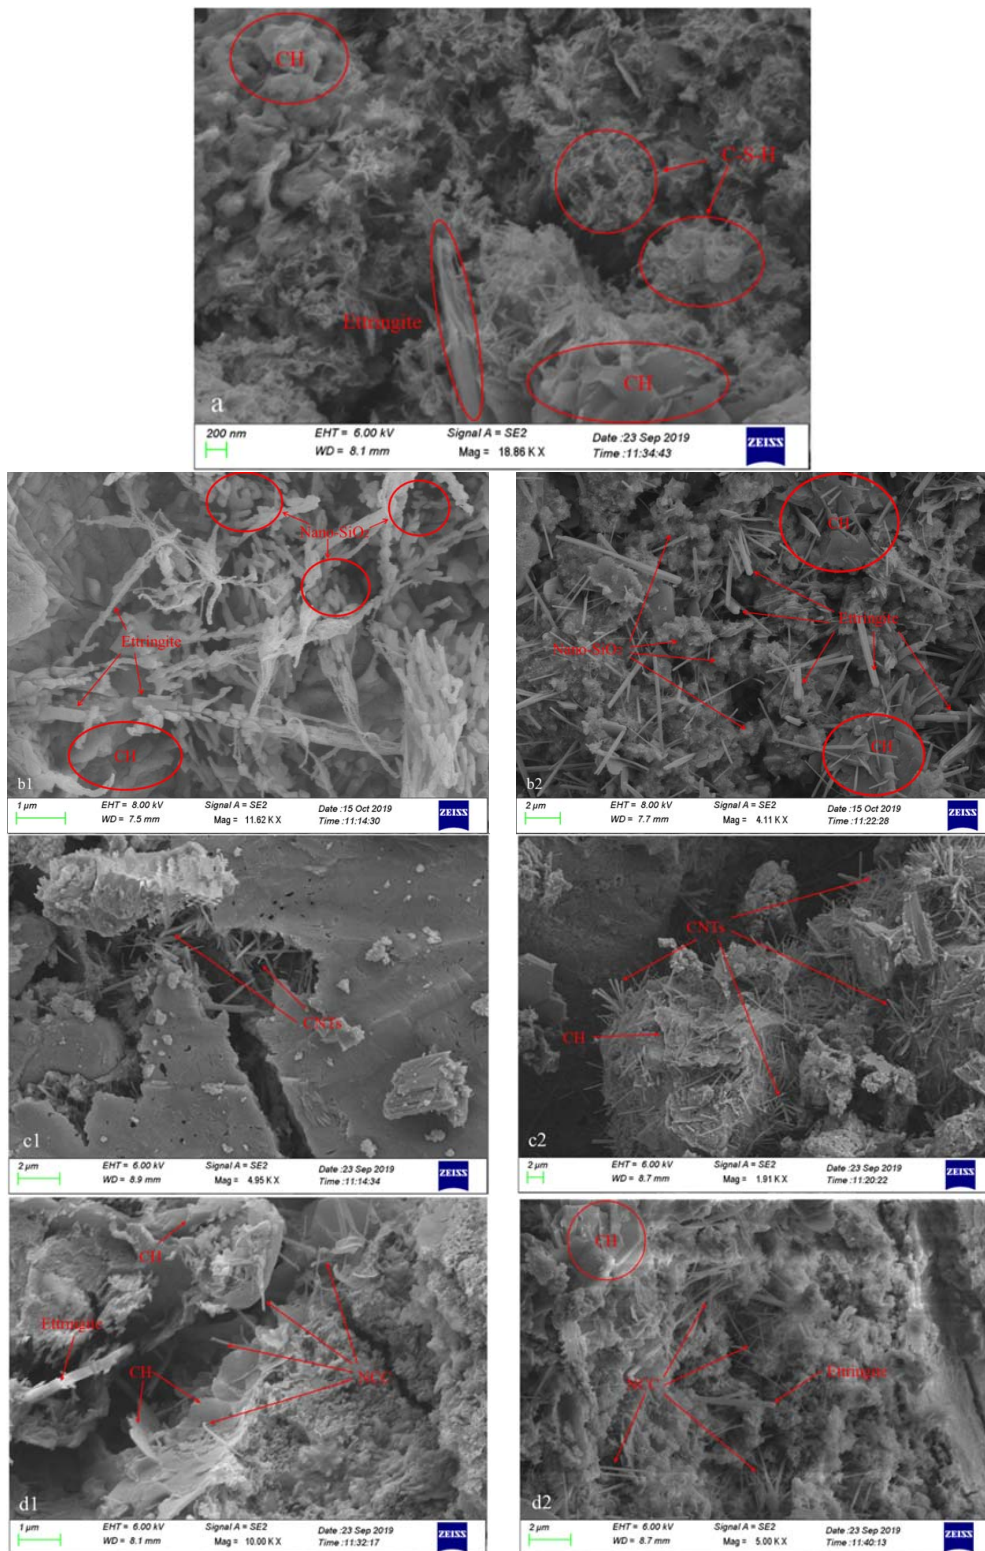 CH
C-S-H
Ettringite
CH
a
200 nm
EHT = 6.00 kV
Signal A = SE2
Date :23 Sep 2019
WD = 8.1 mm
Mag = 18.86 K X
Time :11:34:43
ZEISS
Nano-SiO2
Ettringite
CH
b1
1 µm
EHT = 8.00 kV
Signal A = SE2
Date :15 Oct 2019
WD = 7.5 mm
Mag = 11.62 K X
Time :11:14:30
ZEISS
CH
Ettringite
Nano-SiO2
CH
b2
2 µm
EHT = 8.00 kV
Signal A = SE2
Date :15 Oct 2019
WD = 7.7 mm
Mag = 4.11 K X
Time :11:22:28
ZEISS
CNTs
c1
2 µm
EHT = 6.00 kV
Signal A = SE2
Date :23 Sep 2019
WD = 8.9 mm
Mag = 4.95 K X
Time :11:14:34
ZEISS
CNTs
CH
c2
2 µm
EHT = 6.00 kV
Signal A = SE2
Date :23 Sep 2019
WD = 8.7 mm
Mag = 1.91 K X
Time :11:20:22
ZEISS
CH
Ettringite
CH
NCC
d1
1 µm
EHT = 6.00 kV
Signal A = SE2
Date :23 Sep 2019
WD = 8.1 mm
Mag = 10.00 K X
Time :11:32:17
ZEISS
CH
NCC
Ettringite
d2
2 µm
EHT = 6.00 kV
Signal A = SE2
Date :23 Sep 2019
WD = 8.7 mm
Mag = 5.00 K X
Time :11:40:13
ZEISS